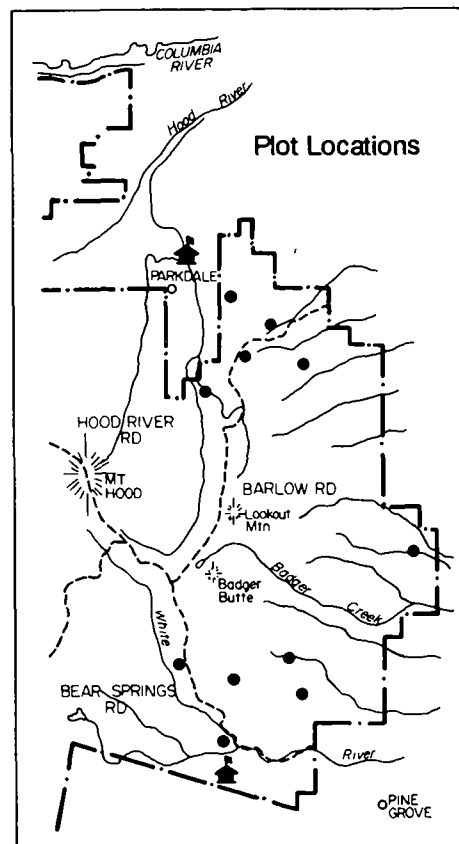 COLUMBIA
RIVER
Hood River
Plot Locations
PARKDALE
HOOD RIVER
RD
MT
HOOD
BARLOW RD
Lookout
Mtn
Badger
Butte
Badger Creek
White
BEAR SPRINGS
RD
River
PINE
GROVE